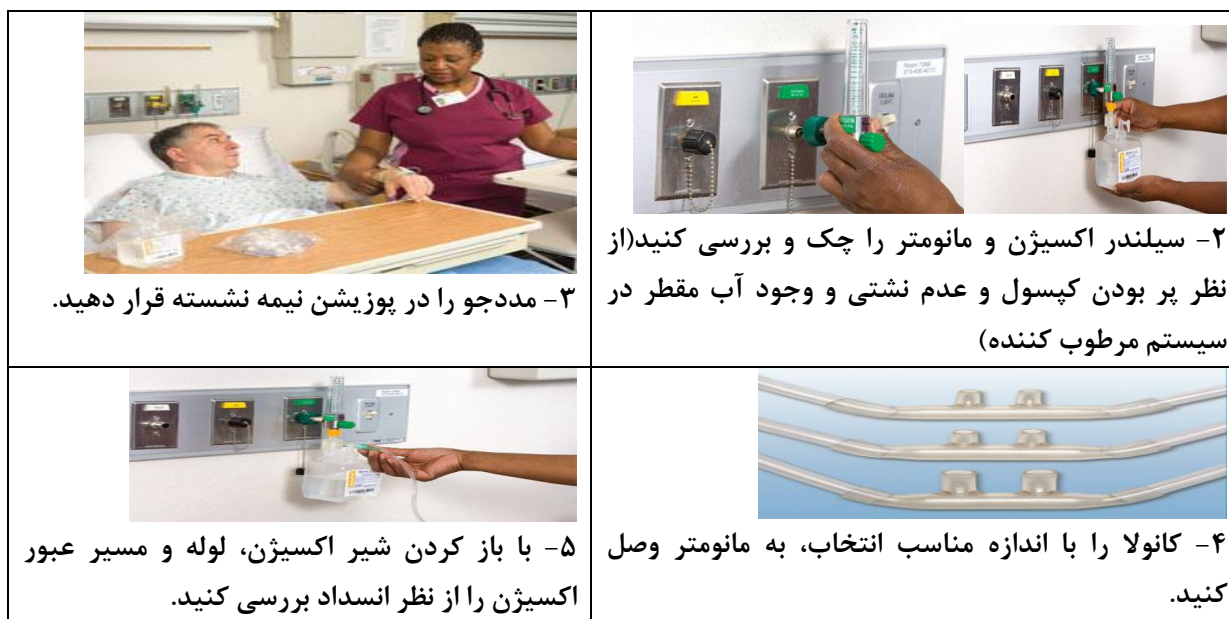 ۲- سیلندر اکسیژن و مانومتر را چک و بررسی کنید(از
نظر پر بودن کپسول و عدم نشتی و وجود آب مقطر در
سیستم مرطوب کننده)
۳- مددجو را در پوزیشن نیمه نشسته قرار دهید.
۴- کانولا را با اندازه مناسب انتخاب، به مانومتر وصل
کنید.
۵- با باز کردن شیر اکسیژن، لوله و مسیر عبور
اکسیژن را از نظر انسداد بررسی کنید.